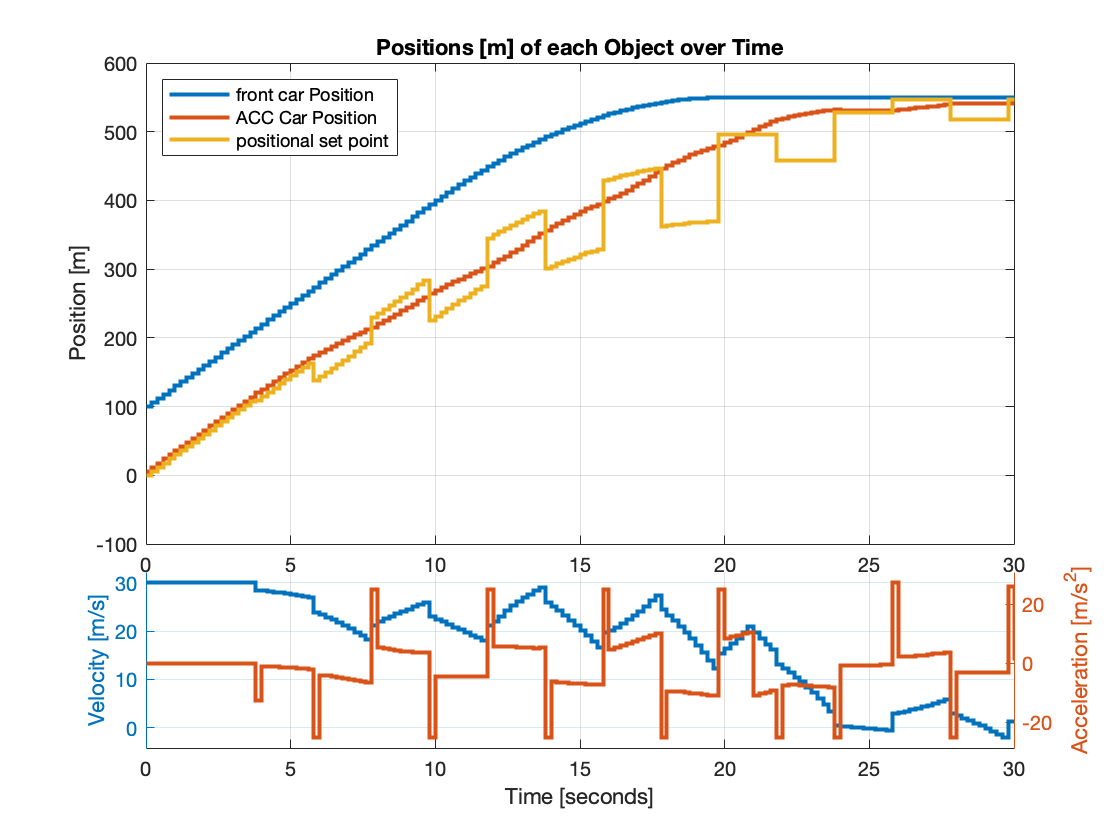 Positions [m] of each Object over Time
600
500
400
300
200
100
0
-100
Position [m]
front car Position
ACC Car Position
positional set point
0 5 10 15 20 25 30
30
20
10
0
Velocity [m/s]
20
0
-20
Acceleration [m/s²]
0 5 10 15 20 25 30
Time [seconds]